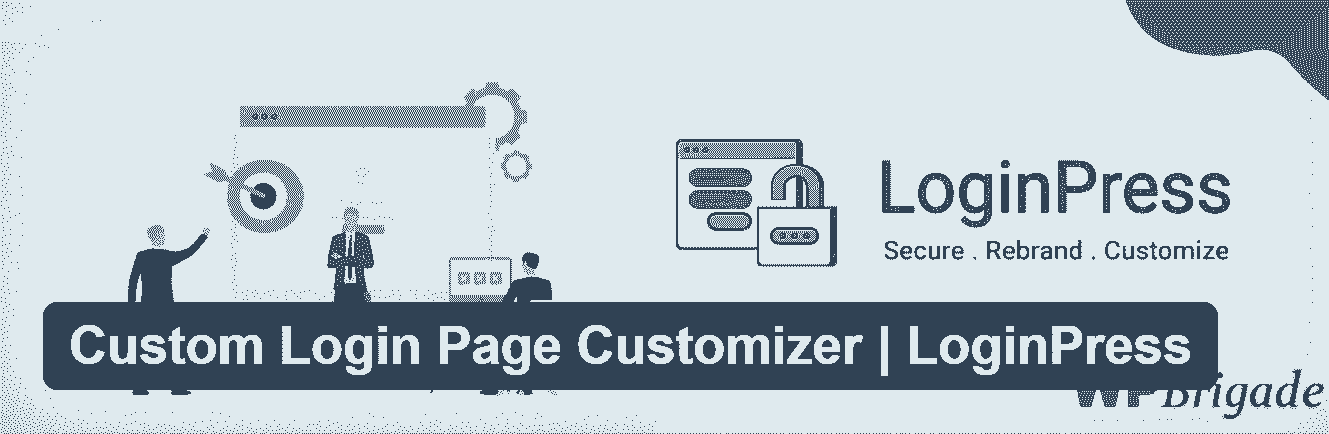 LoginPress
Secure . Rebrand . Customize
Custom Login Page Customizer | LoginPress
WPBrigade